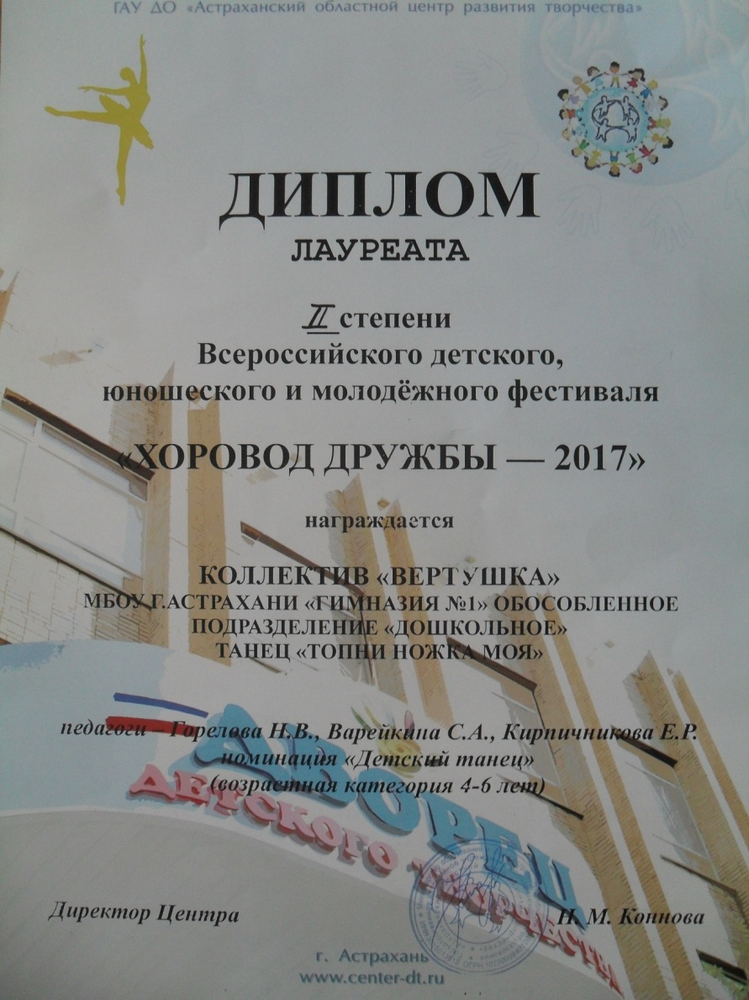 ГАУ ДО «Астраханский областной центр развития творчества»
ДИПЛОМ
ЛАУРЕАТА
II степени
Всероссийского детского,
юношеского и молодёжного фестиваля
«ХОРОВОД ДРУЖБЫ — 2017»
награждается
КОЛЛЕКТИВ «ВЕРТУШКА»
МБОУ Г.АСТРАХАНИ «ГИМНАЗИЯ №1» ОБОСОБЛЕННОЕ
ПОДРАЗДЕЛЕНИЕ «ДОШКОЛЬНОЕ»
ТАНЕЦ «ТОПНИ НОЖКА МОЯ»
педагоги – Горелова Н.В., Варейкина С.А., Кирпичникова Е.Р.
номинация «Детский танец»
(возрастная категория 4-6 лет)
ДВОРЕЦ
ДЕТСКОГО ТВОРЧЕСТВА
Директор Центра
Н. М. Коннова
г. Астрахань
www.center-dt.ru